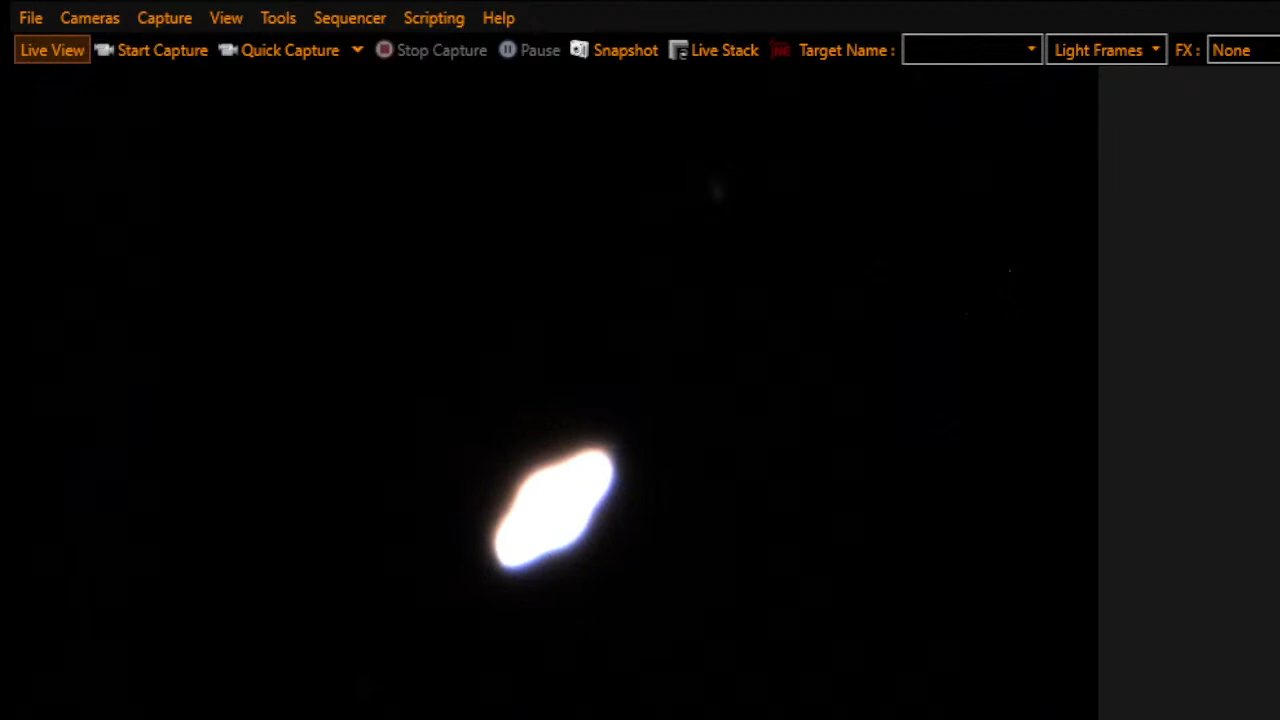 File Cameras Capture View Tools Sequencer Scripting Help
Live View Start Capture Quick Capture Stop Capture Pause Snapshot Live Stack Target Name : Light Frames FX : None